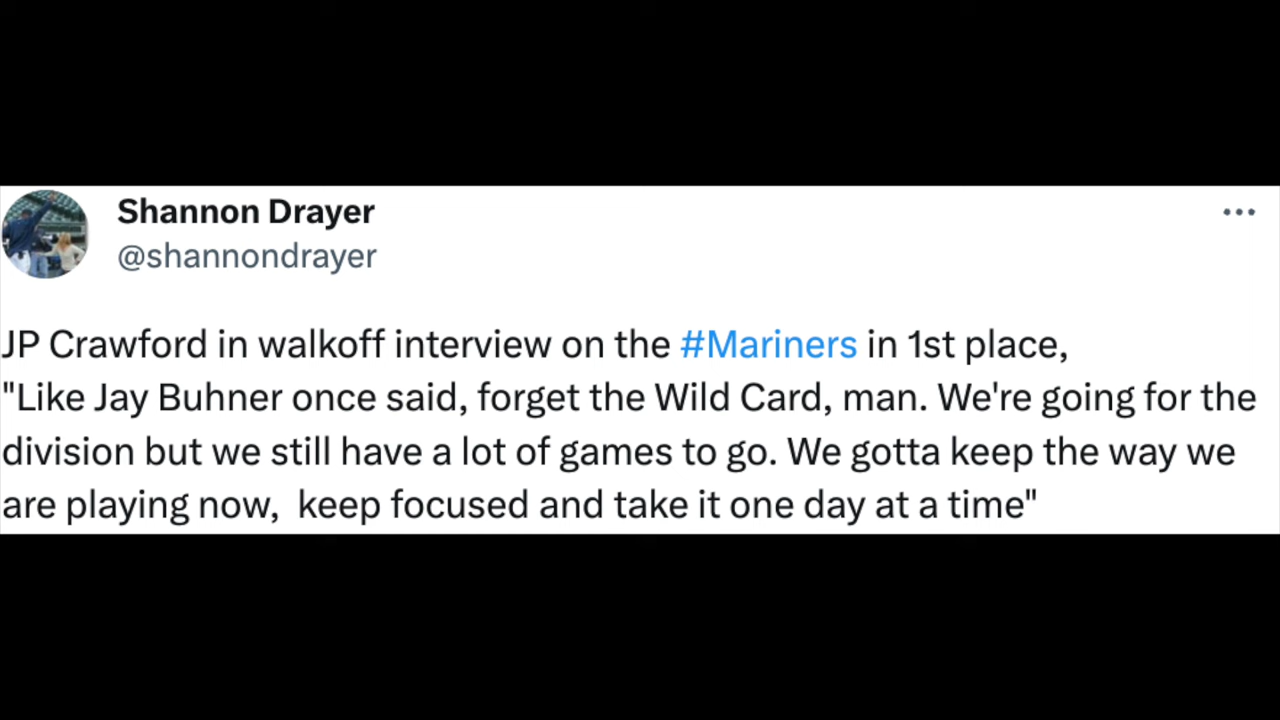 Shannon Drayer
@shannondrayer
JP Crawford in walkoff interview on the #Mariners in 1st place,
"Like Jay Buhner once said, forget the Wild Card, man. We're going for the
division but we still have a lot of games to go. We gotta keep the way we
are playing now,  keep focused and take it one day at a time"